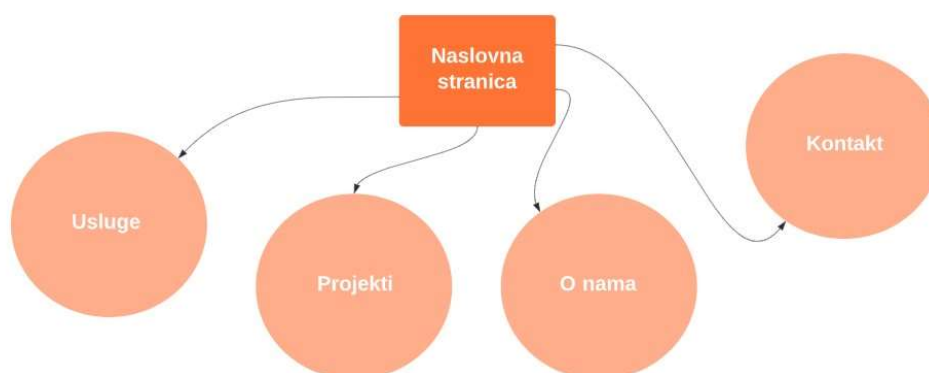 Naslovna
stranica
Usluge
Projekti
O nama
Kontakt